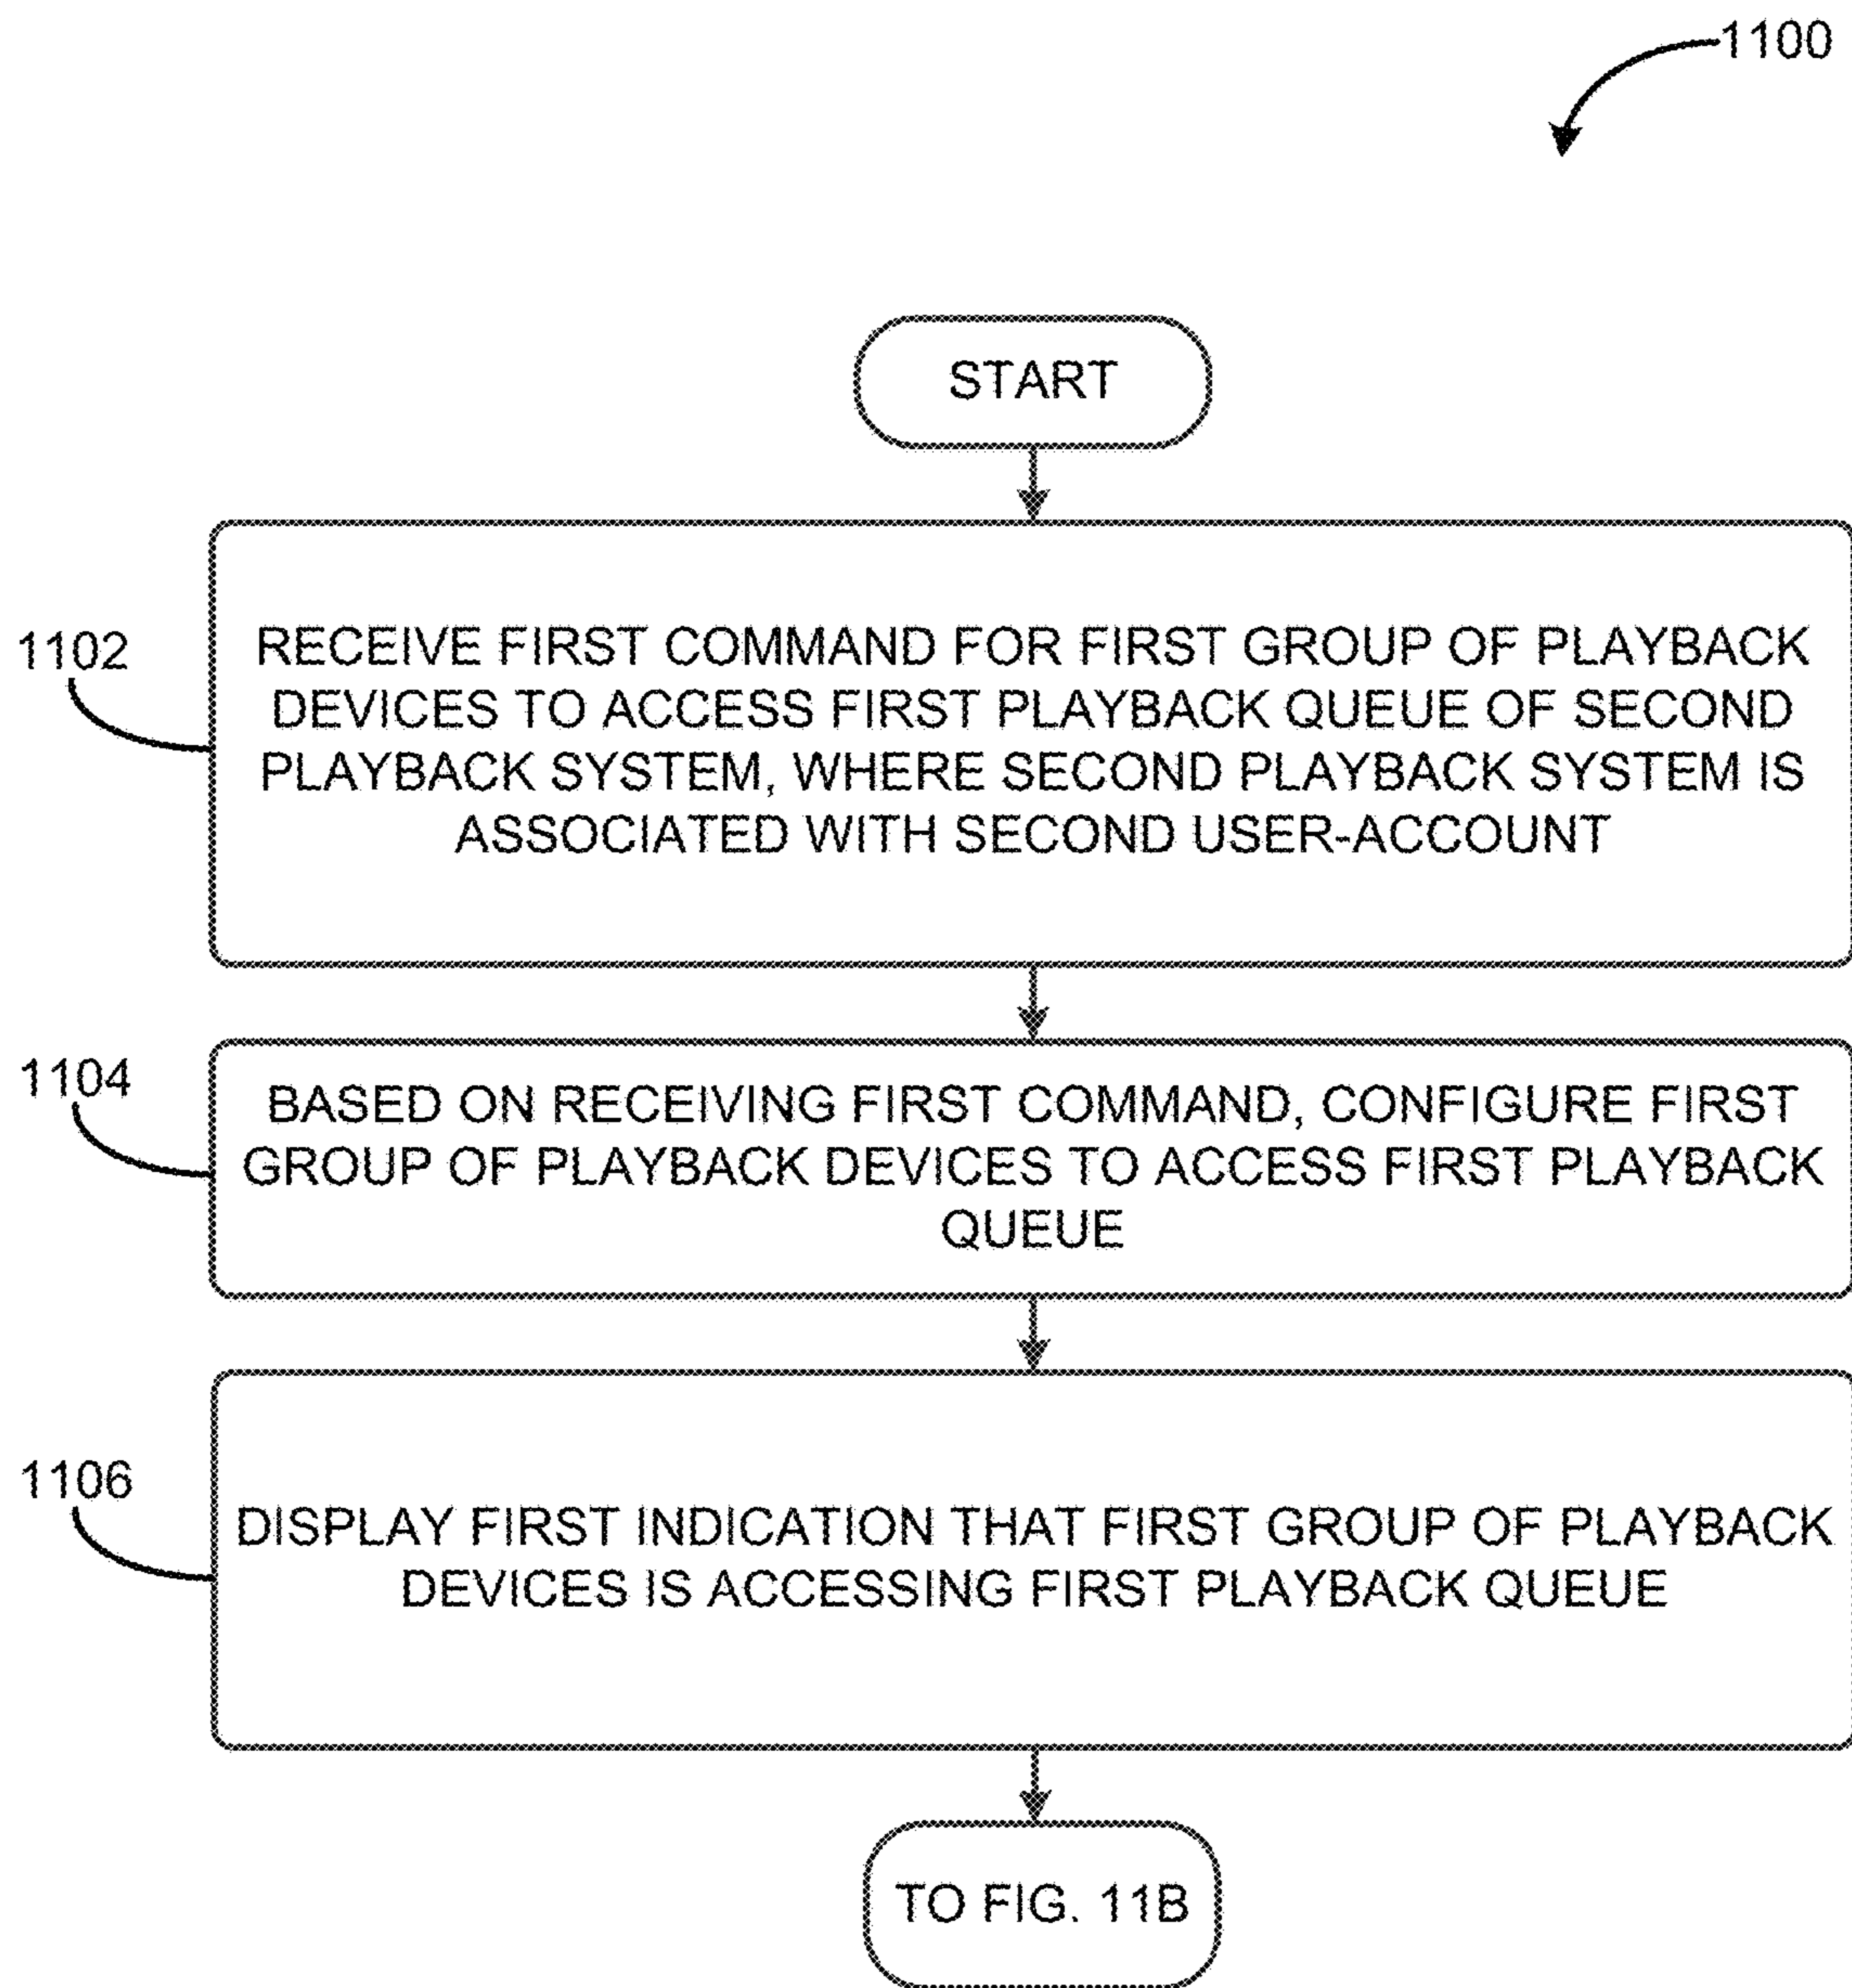 1100
START
1102
RECEIVE FIRST COMMAND FOR FIRST GROUP OF PLAYBACK
DEVICES TO ACCESS FIRST PLAYBACK QUEUE OF SECOND
PLAYBACK SYSTEM, WHERE SECOND PLAYBACK SYSTEM IS
ASSOCIATED WITH SECOND USER-ACCOUNT
1104
BASED ON RECEIVING FIRST COMMAND, CONFIGURE FIRST
GROUP OF PLAYBACK DEVICES TO ACCESS FIRST PLAYBACK
QUEUE
1106
DISPLAY FIRST INDICATION THAT FIRST GROUP OF PLAYBACK
DEVICES IS ACCESSING FIRST PLAYBACK QUEUE
TO FIG. 11B